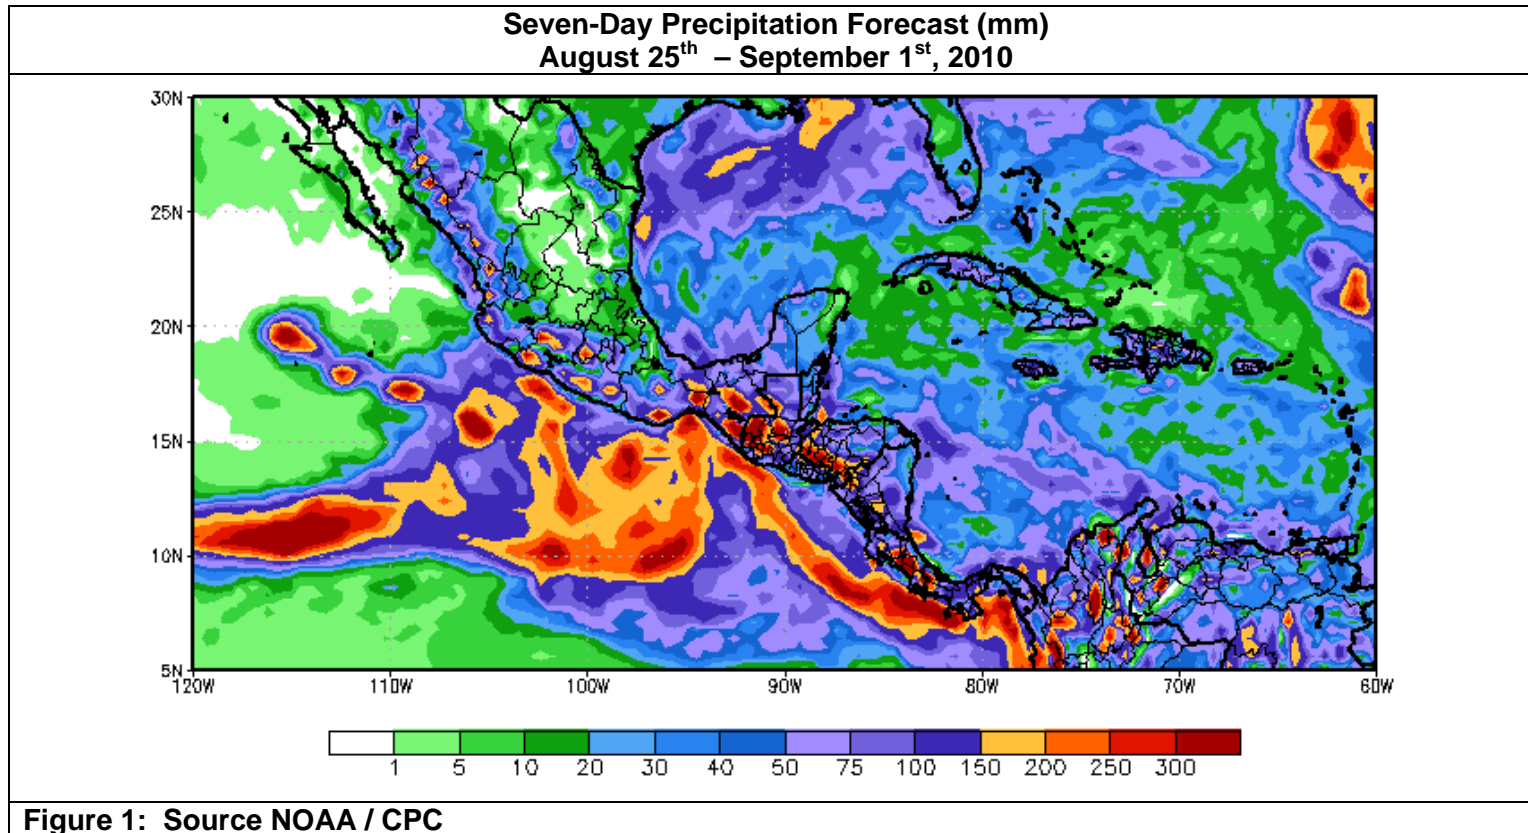 Seven-Day Precipitation Forecast (mm)
August 25th – September 1st, 2010
30N
25N
20N
15N
10N
5N
120W 110W 100W 90W 80W 70W 60W
1 5 10 20 30 40 50 75 100 150 200 250 300
Figure 1: Source NOAA / CPC